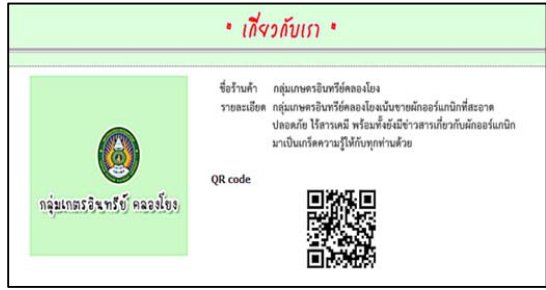 " เกี่ยวกับเรา "
ชื่อร้านค้า กลุ่มเกษตรอินทรีย์คลองโยง
รายละเอียด กลุ่มเกษตรอินทรีย์คลองโยงเน้นขายผักออร์แกนิกที่สะอาด
ปลอดภัย ไร้สารเคมี พร้อมทั้งยังมีข่าวสารเกี่ยวกับผักออร์แกนิก
มาเป็นเกร็ดความรู้ให้กับทุกท่านด้วย
กลุ่มเกษตรอินทรีย์ คลองโยง
QR code